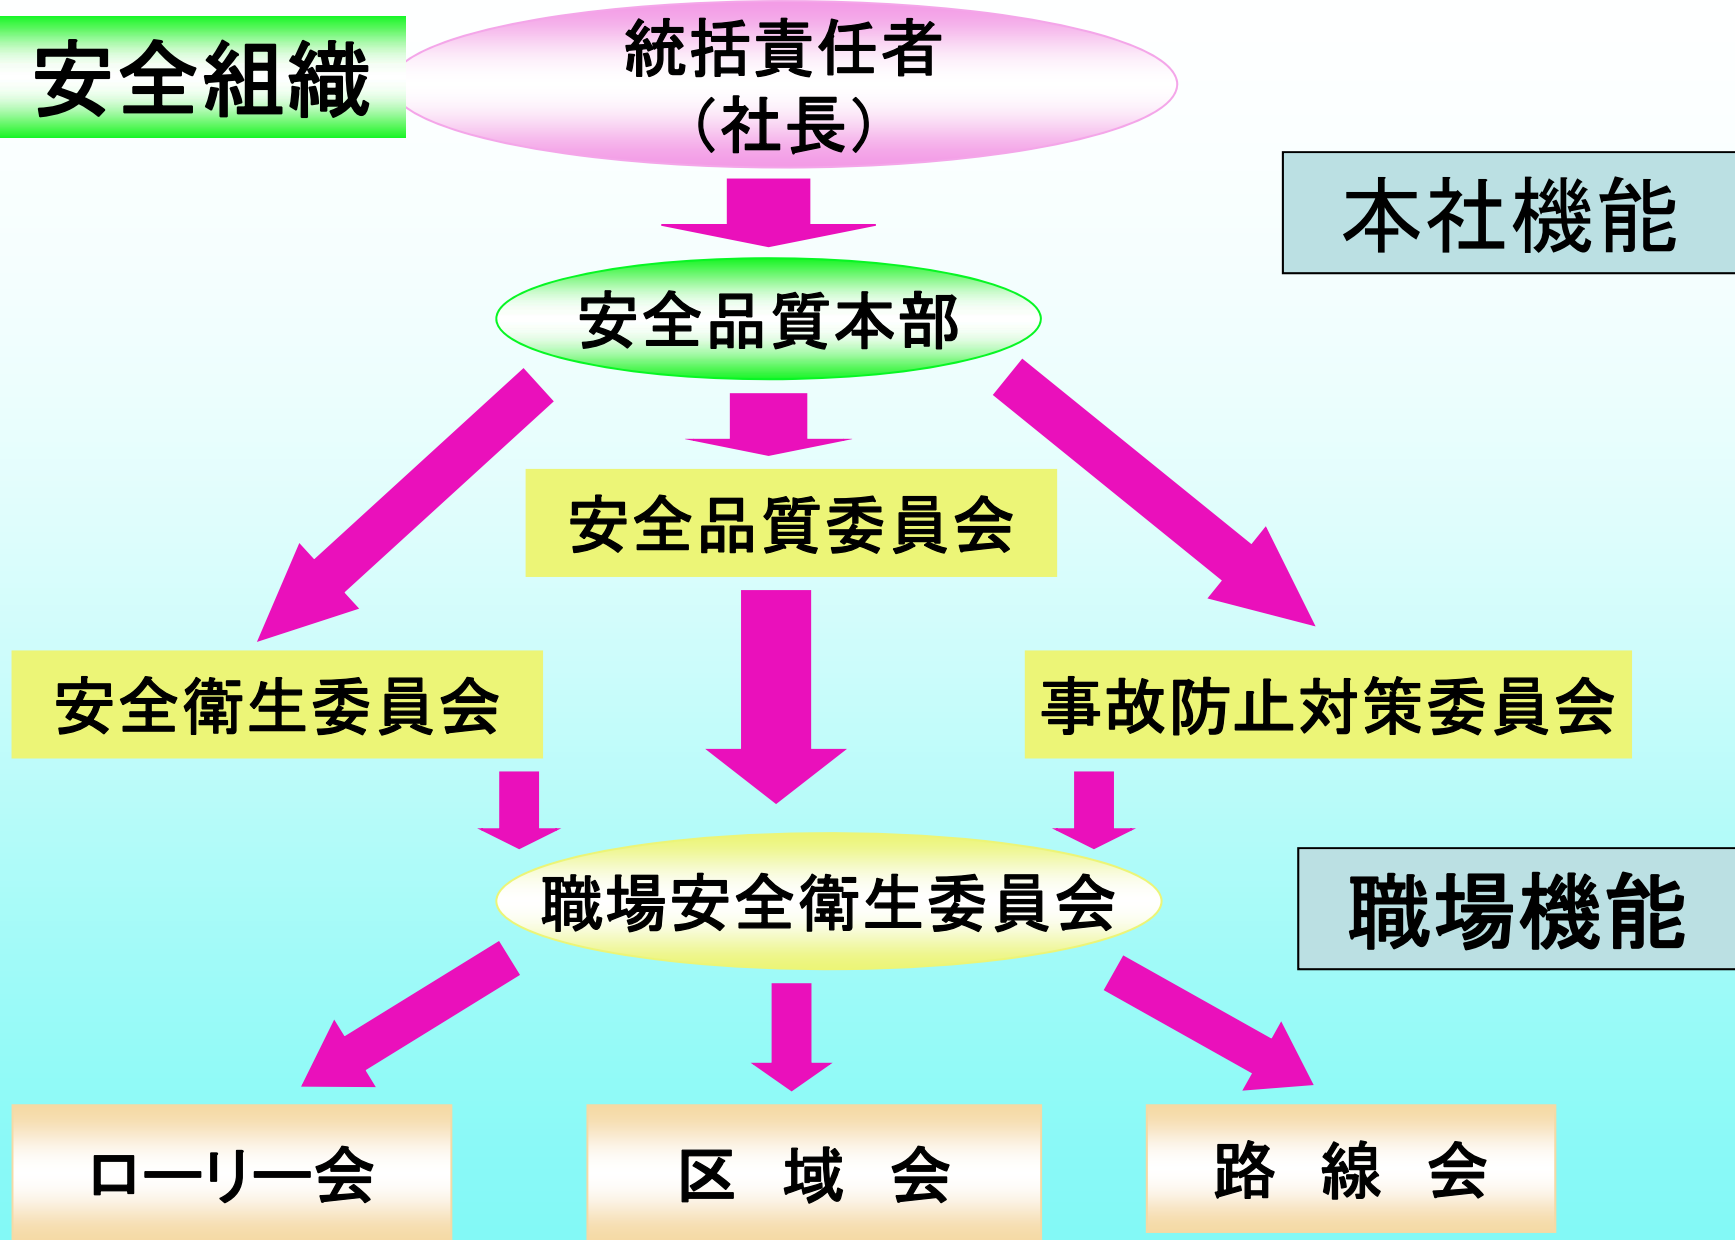 安全組織
統括責任者
（社長）
本社機能
安全品質本部
安全品質委員会
安全衛生委員会
事故防止対策委員会
職場安全衛生委員会
職場機能
ローリー会
区　域　会
路　線　会